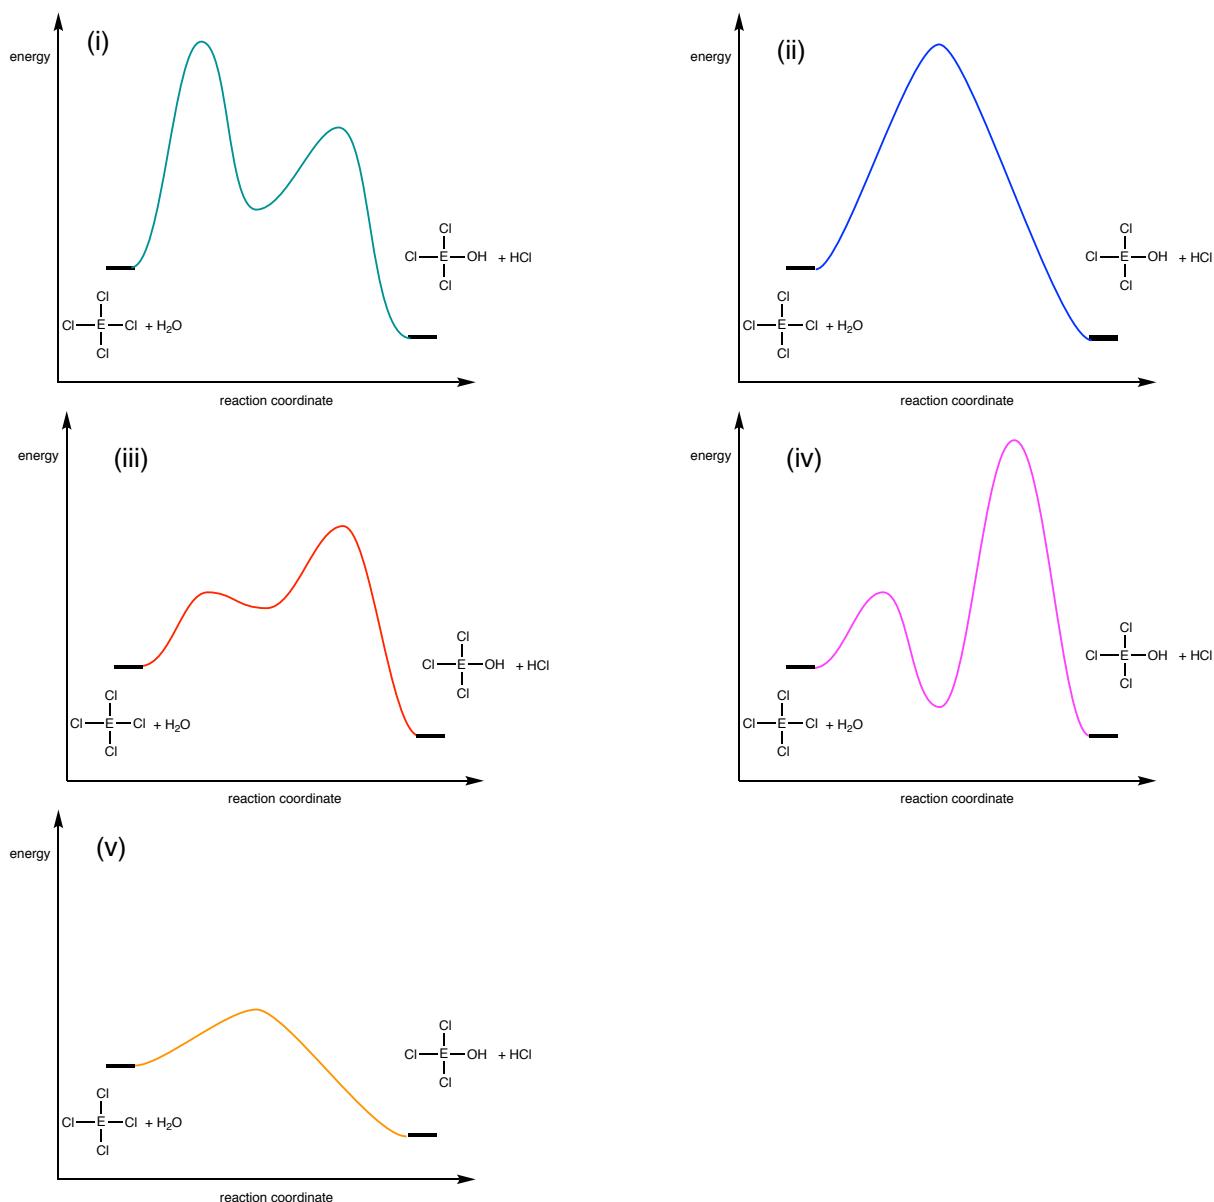 (i)
energy
Cl
Cl E OH + HCl
Cl
Cl
Cl E Cl + H₂O
Cl
reaction coordinate
(ii)
energy
Cl
Cl E OH + HCl
Cl
Cl
Cl E Cl + H₂O
Cl
reaction coordinate
(iii)
energy
Cl
Cl E OH + HCl
Cl
Cl
Cl E Cl + H₂O
Cl
reaction coordinate
(iv)
energy
Cl
Cl E OH + HCl
Cl
Cl
Cl E Cl + H₂O
Cl
reaction coordinate
(v)
energy
Cl
Cl E OH + HCl
Cl
Cl
Cl E Cl + H₂O
Cl
reaction coordinate